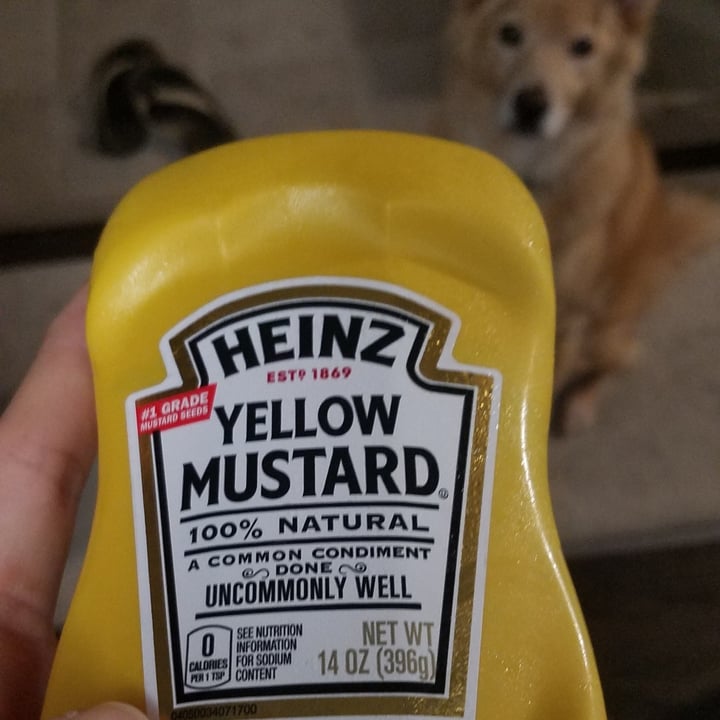 HEINZ
ESTD 1869
#1 GRADE
MUSTARD SEEDS
YELLOW
MUSTARD®
100% NATURAL
A COMMON CONDIMENT
DONE
UNCOMMONLY WELL
0
CALORIES
PER 1 TSP
SEE NUTRITION
INFORMATION
FOR SODIUM
CONTENT
NET WT
14 OZ (396g)